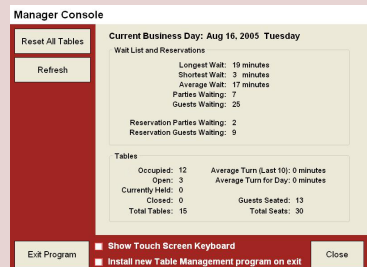 Manager Console
Reset All Tables
Refresh
Current Business Day: Aug 16, 2005 Tuesday
Wait List and Reservations
Longest Wait: 19 minutes
Shortest Wait: 3 minutes
Average Wait: 17 minutes
Parties Waiting: 7
Guests Waiting: 25
Reservation Parties Waiting: 2
Reservation Guests Waiting: 9
Tables
Occupied: 12 Average Turn (Last 10): 0 minutes
Open: 3 Average Turn for Day: 0 minutes
Currently Held: 0
Closed: 0 Guests Seated: 13
Total Tables: 15 Total Seats: 30
Exit Program
Show Touch Screen Keyboard
Install new Table Management program on exit
Close